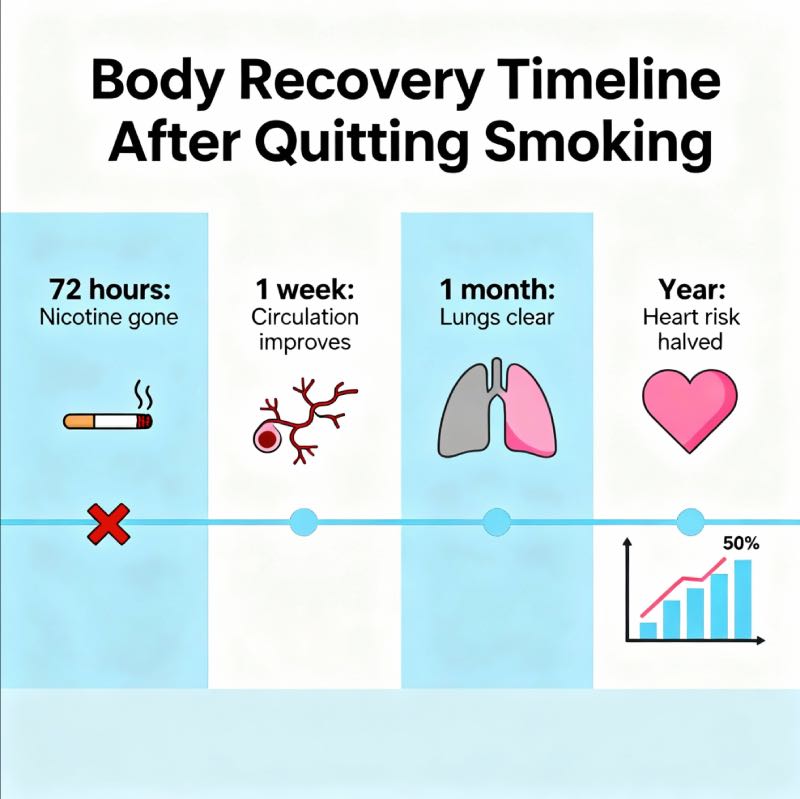 Body Recovery Timeline
After Quitting Smoking
72 hours:
Nicotine gone
1 week:
Circulation
improves
1 month:
Lungs clear
Year:
Heart risk
halved
50%